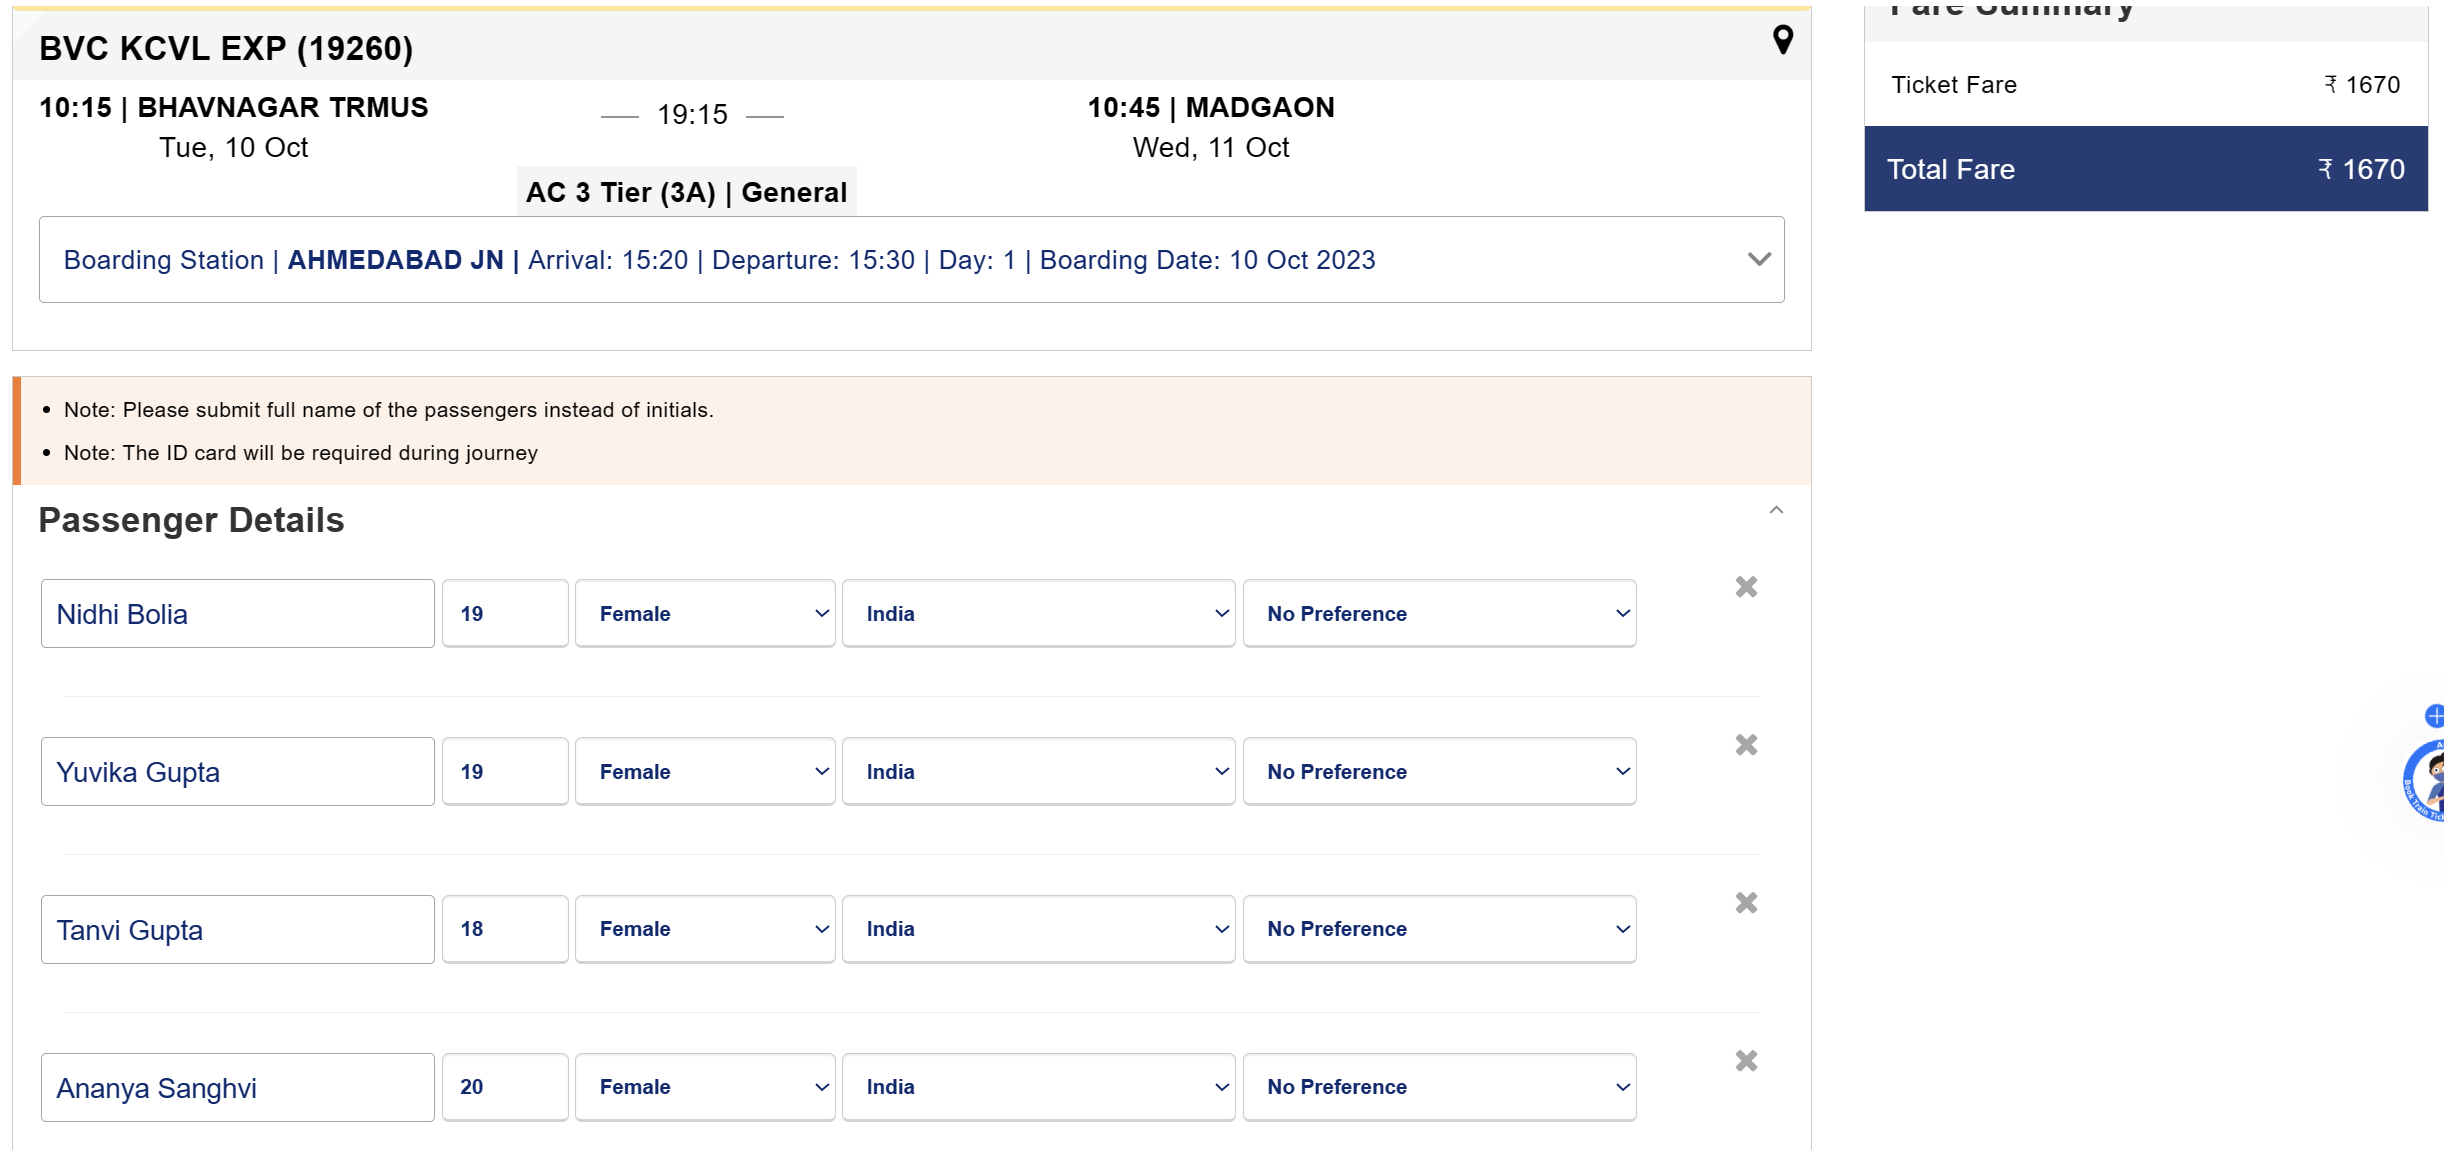 BVC KCVL EXP (19260)
10:15 | BHAVNAGAR TRMUS
Tue, 10 Oct
— 19:15 —
10:45 | MADGAON
Wed, 11 Oct
AC 3 Tier (3A) | General
Boarding Station | AHMEDABAD JN | Arrival: 15:20 | Departure: 15:30 | Day: 1 | Boarding Date: 10 Oct 2023
Fare Summary
Ticket Fare ₹ 1670
Total Fare ₹ 1670
Note: Please submit full name of the passengers instead of initials.
Note: The ID card will be required during journey
Passenger Details
Nidhi Bolia 19 Female India No Preference
Yuvika Gupta 19 Female India No Preference
Tanvi Gupta 18 Female India No Preference
Ananya Sanghvi 20 Female India No Preference
Book Train